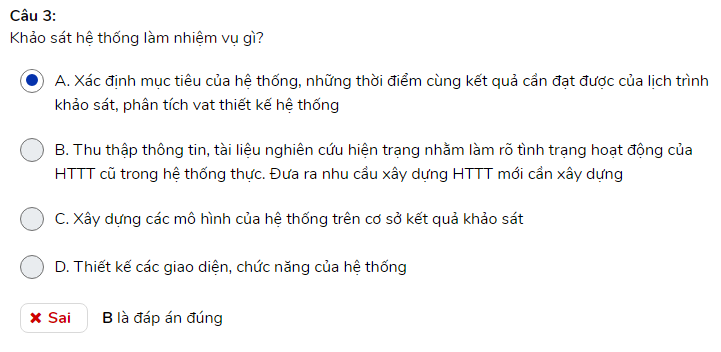 Câu 3:
Khảo sát hệ thống làm nhiệm vụ gì?
A. Xác định mục tiêu của hệ thống, những thời điểm cùng kết quả cần đạt được của lịch trình
khảo sát, phân tích vat thiết kế hệ thống
B. Thu thập thông tin, tài liệu nghiên cứu hiện trạng nhằm làm rõ tình trạng hoạt động của
HTTT cũ trong hệ thống thực. Đưa ra nhu cầu xây dựng HTTT mới cần xây dựng
C. Xây dựng các mô hình của hệ thống trên cơ sở kết quả khảo sát
D. Thiết kế các giao diện, chức năng của hệ thống
Sai B là đáp án đúng